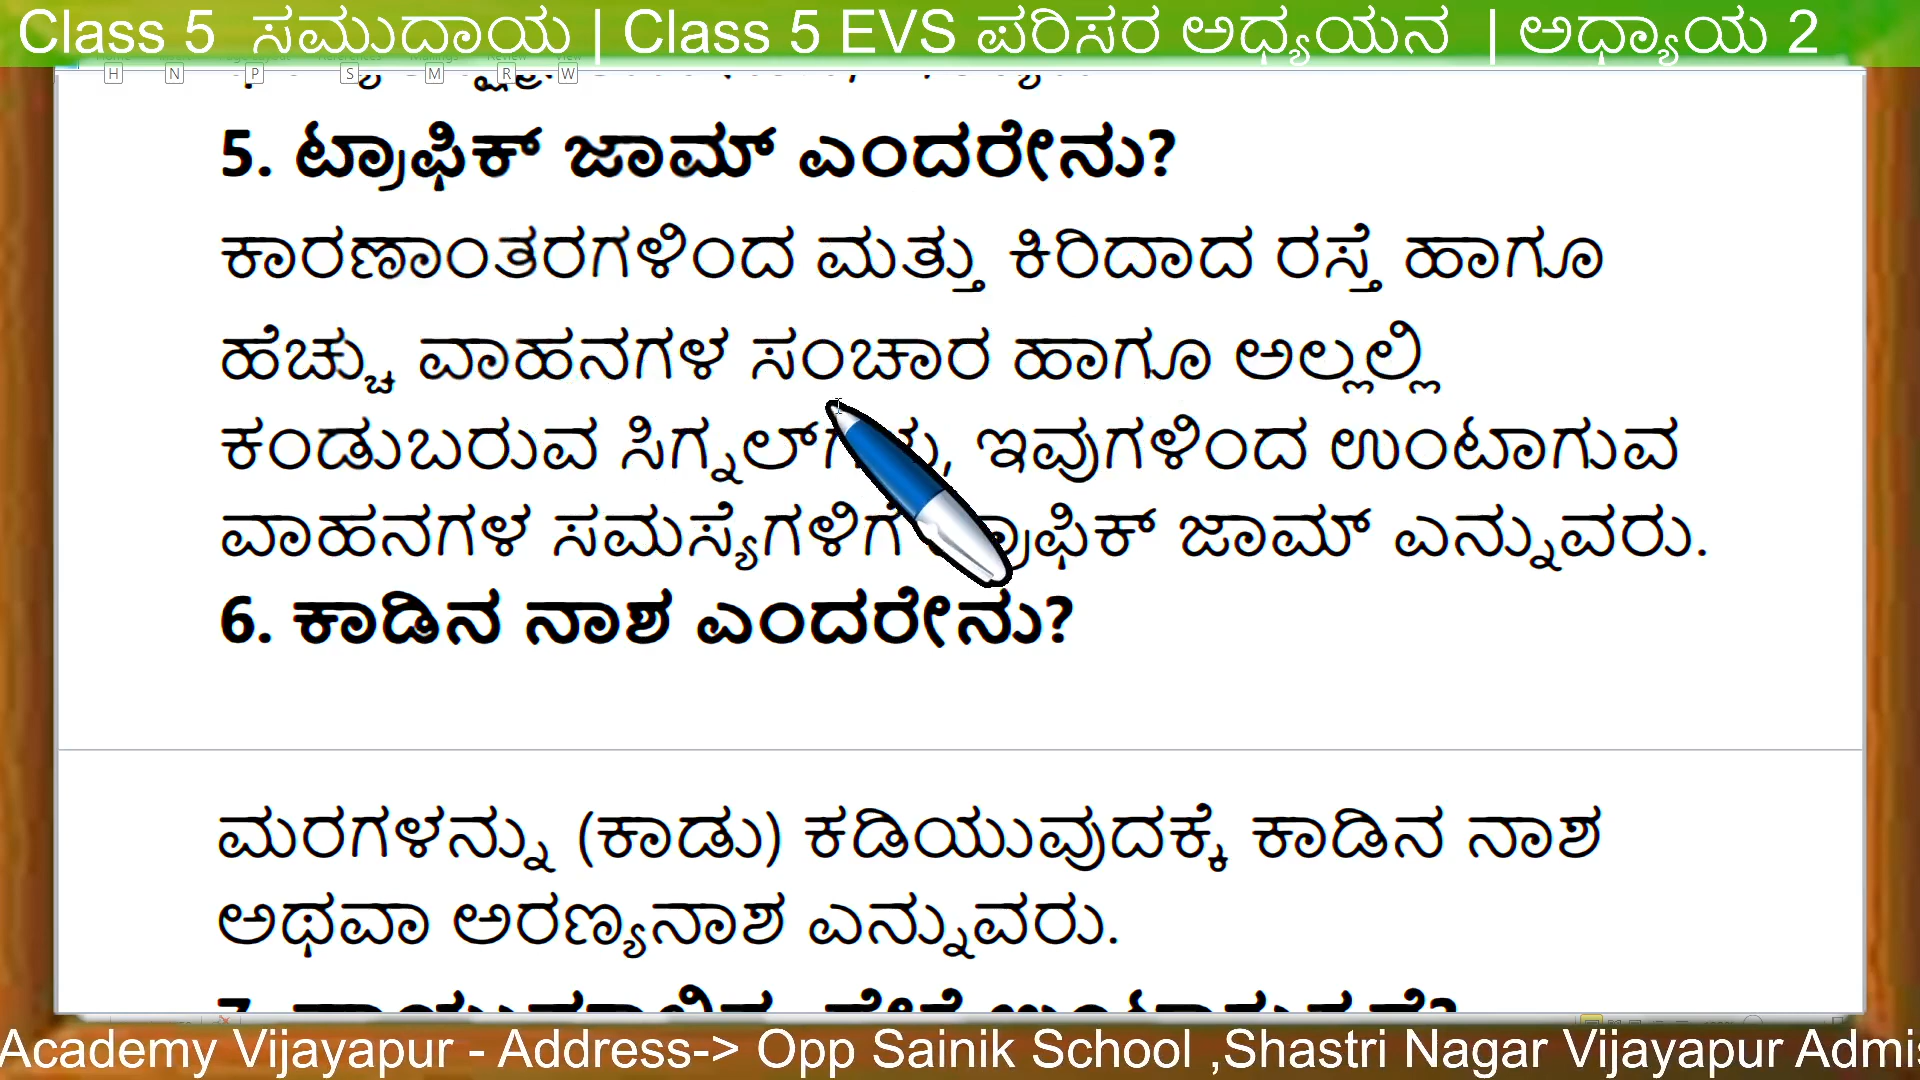 Class 5 ಸಮುದಾಯ | Class 5 EVS ಪರಿಸರ ಅಧ್ಯಯನ | ಅಧ್ಯಾಯ 2
H N P S M R W
5. ಟ್ರಾಫಿಕ್ ಜಾಮ್ ಎಂದರೇನು?
ಕಾರಣಾಂತರಗಳಿಂದ ಮತ್ತು ಕಿರಿದಾದ ರಸ್ತೆ ಹಾಗೂ
ಹೆಚ್ಚು ವಾಹನಗಳ ಸಂಚಾರ ಹಾಗೂ ಅಲ್ಲಲ್ಲಿ
ಕಂಡುಬರುವ ಇವುಗಳಿಂದ ಉಂಟಾಗುವ
ವಾಹನಗಳ ಸಮಸ್ಯೆಗಳಿಗೆ ಟ್ರಾಫಿಕ್ ಜಾಮ್ ಎನ್ನುವರು.
6. ಕಾಡಿನ ನಾಶ ಎಂದರೇನು?
ಮರಗಳನ್ನು (ಕಾಡು) ಕಡಿಯುವುದಕ್ಕೆ ಕಾಡಿನ ನಾಶ
ಅಥವಾ ಅರಣ್ಯನಾಶ ಎನ್ನುವರು.
Academy Vijayapur - Address-> Opp Sainik School ,Shastri Nagar Vijayapur